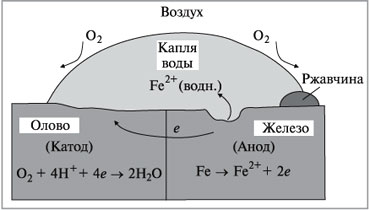 Воздух
O₂
O₂
Капля
воды
Fe²⁺ (водн.)
Ржавчина
Олово
e
Железо
(Катод)
(Анод)
O₂ + 4H⁺ + 4e → 2H₂O
Fe → Fe²⁺ + 2e